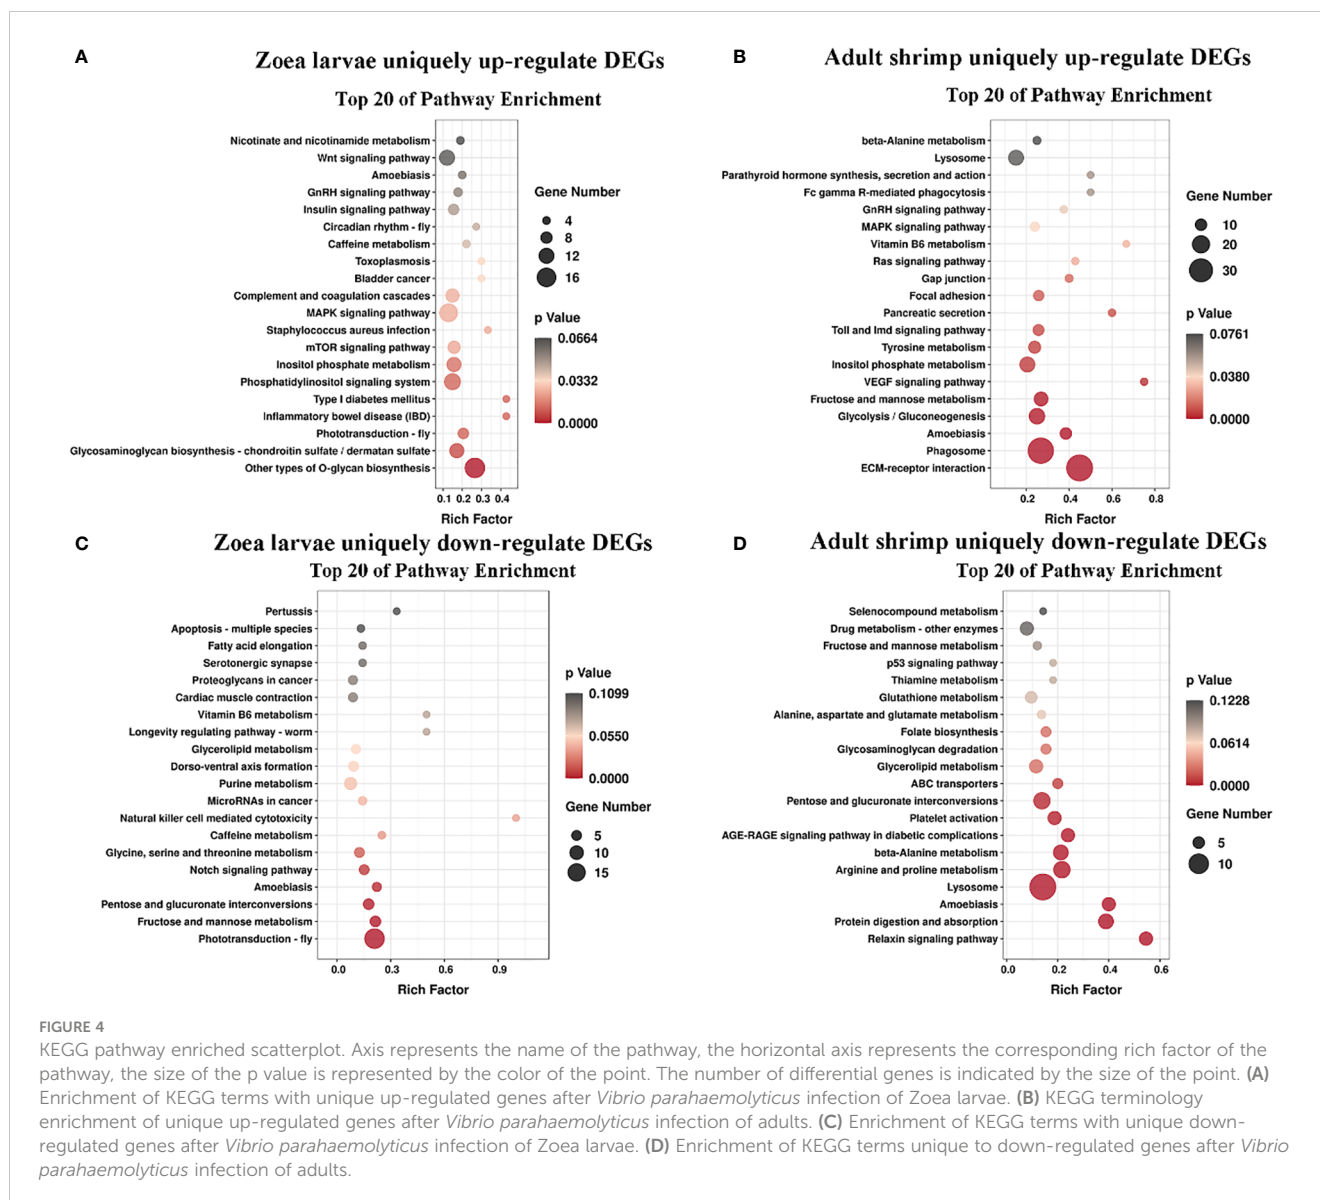 A
Zoea larvae uniquely up-regulate DEGs
Top 20 of Pathway Enrichment
Nicotinate and nicotinamide metabolism
Wnt signaling pathway
Amoebiasis
GnRH signaling pathway
Insulin signaling pathway
Circadian rhythm - fly
Caffeine metabolism
Toxoplasmosis
Bladder cancer
Complement and coagulation cascades
MAPK signaling pathway
Staphylococcus aureus infection
mTOR signaling pathway
Inositol phosphate metabolism
Phosphatidylinositol signaling system
Type I diabetes mellitus
Inflammatory bowel disease (IBD)
Phototransduction - fly
Glycosaminoglycan biosynthesis - chondroitin sulfate / dermatan sulfate
Other types of O-glycan biosynthesis
0.1 0.2 0.3 0.4
Rich Factor
Gene Number
4
8
12
16
p Value
0.0664
0.0332
0.0000
B
Adult shrimp uniquely up-regulate DEGs
Top 20 of Pathway Enrichment
beta-Alanine metabolism
Lysosome
Parathyroid hormone synthesis, secretion and action
Fc gamma R-mediated phagocytosis
GnRH signaling pathway
MAPK signaling pathway
Vitamin B6 metabolism
Ras signaling pathway
Gap junction
Focal adhesion
Pancreatic secretion
Toll and Imd signaling pathway
Tyrosine metabolism
Inositol phosphate metabolism
VEGF signaling pathway
Fructose and mannose metabolism
Glycolysis / Gluconeogenesis
Amoebiasis
Phagosome
ECM-receptor interaction
0.2 0.4 0.6 0.8
Rich Factor
Gene Number
10
20
30
p Value
0.0761
0.0380
0.0000
C
Zoea larvae uniquely down-regulate DEGs
Top 20 of Pathway Enrichment
Pertussis
Apoptosis - multiple species
Fatty acid elongation
Serotonergic synapse
Proteoglycans in cancer
Cardiac muscle contraction
Vitamin B6 metabolism
Longevity regulating pathway - worm
Glycerolipid metabolism
Dorso-ventral axis formation
Purine metabolism
MicroRNAs in cancer
Natural killer cell mediated cytotoxicity
Caffeine metabolism
Glycine, serine and threonine metabolism
Notch signaling pathway
Amoebiasis
Pentose and glucuronate interconversions
Fructose and mannose metabolism
Phototransduction - fly
0.0 0.3 0.6 0.9
Rich Factor
p Value
0.1099
0.0550
0.0000
Gene Number
5
10
15
D
Adult shrimp uniquely down-regulate DEGs
Top 20 of Pathway Enrichment
Selenocompound metabolism
Drug metabolism - other enzymes
Fructose and mannose metabolism
p53 signaling pathway
Thiamine metabolism
Glutathione metabolism
Alanine, aspartate and glutamate metabolism
Folate biosynthesis
Glycosaminoglycan degradation
Glycerolipid metabolism
ABC transporters
Pentose and glucuronate interconversions
Platelet activation
AGE-RAGE signaling pathway in diabetic complications
beta-Alanine metabolism
Arginine and proline metabolism
Lysosome
Amoebiasis
Protein digestion and absorption
Relaxin signaling pathway
0.0 0.2 0.4 0.6
Rich Factor
p Value
0.1228
0.0614
0.0000
Gene Number
5
10
FIGURE 4
KEGG pathway enriched scatterplot. Axis represents the name of the pathway, the horizontal axis represents the corresponding rich factor of the
pathway, the size of the p value is represented by the color of the point. The number of differential genes is indicated by the size of the point. (A)
Enrichment of KEGG terms with unique up-regulated genes after Vibrio parahaemolyticus infection of Zoea larvae. (B) KEGG terminology
enrichment of unique up-regulated genes after Vibrio parahaemolyticus infection of adults. (C) Enrichment of KEGG terms with unique down-
regulated genes after Vibrio parahaemolyticus infection of Zoea larvae. (D) Enrichment of KEGG terms unique to down-regulated genes after Vibrio
parahaemolyticus infection of adults.